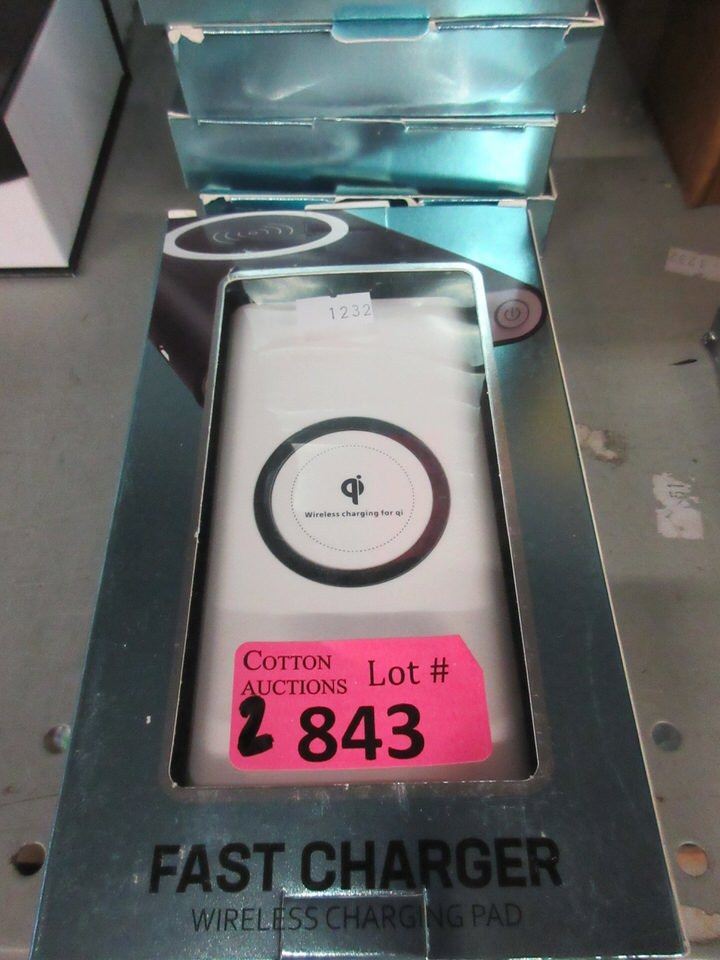 1232
qi
Wireless charging for qi
COTTON
AUCTIONS
Lot #
2 843
FAST CHARGER
WIRELESS CHARGING PAD